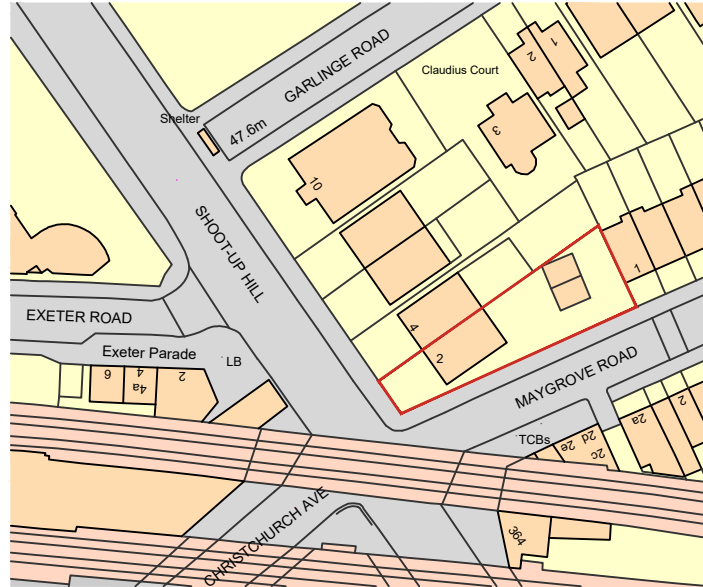 GARLINGE ROAD
Claudius Court
1
2
Shelter
47.6m
3
10
SHOOT-UP HILL
1
EXETER ROAD
4
2
Exeter Parade
LB
MAYGROVE ROAD
6
4
4a
2
TCBs
2e
2d
2c
2a
2
CHRISTCHURCH AVE
364